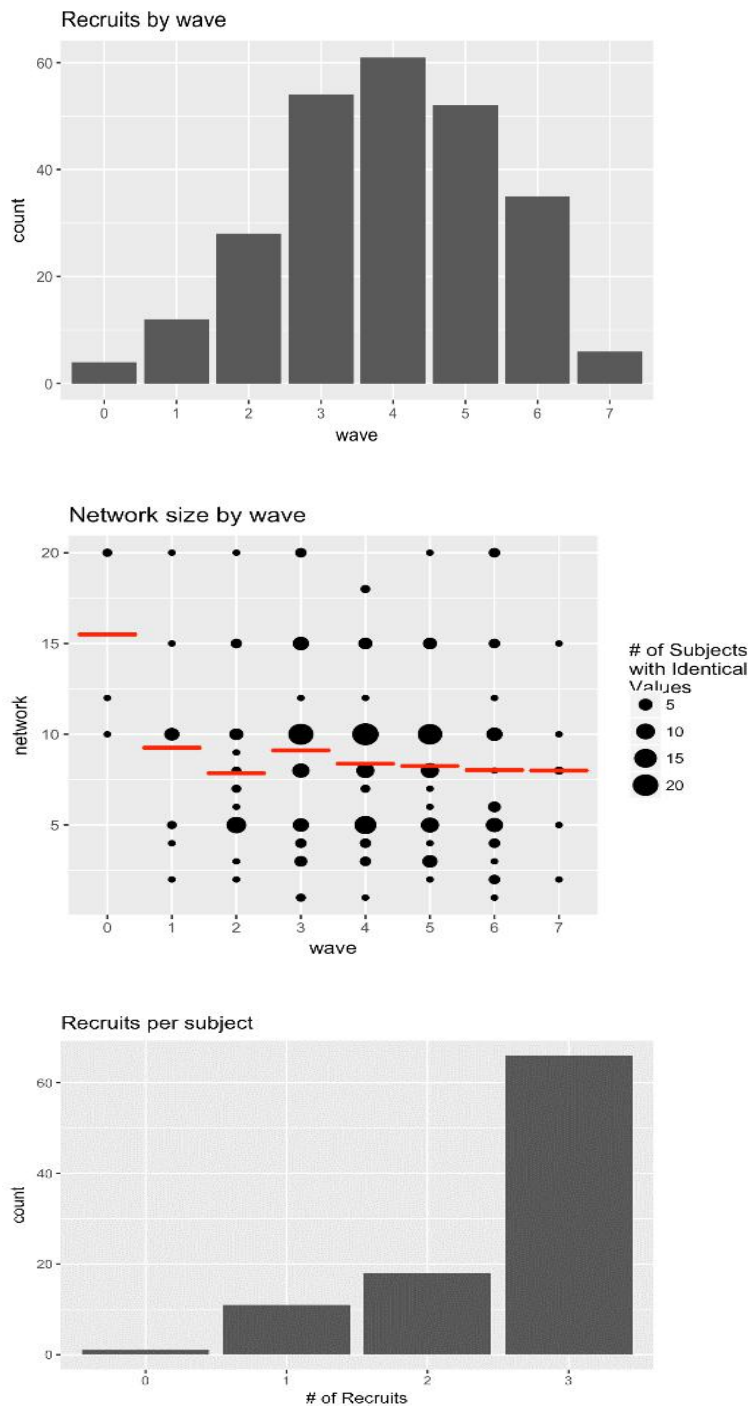 Recruits by wave
60
40
20
0
count
0 1 2 3 4 5 6 7
wave
Network size by wave
20
15
10
5
network
0 1 2 3 4 5 6 7
wave
# of Subjects
with Identical
Values
5
10
15
20
Recruits per subject
60
40
20
0
count
0 1 2 3
# of Recruits